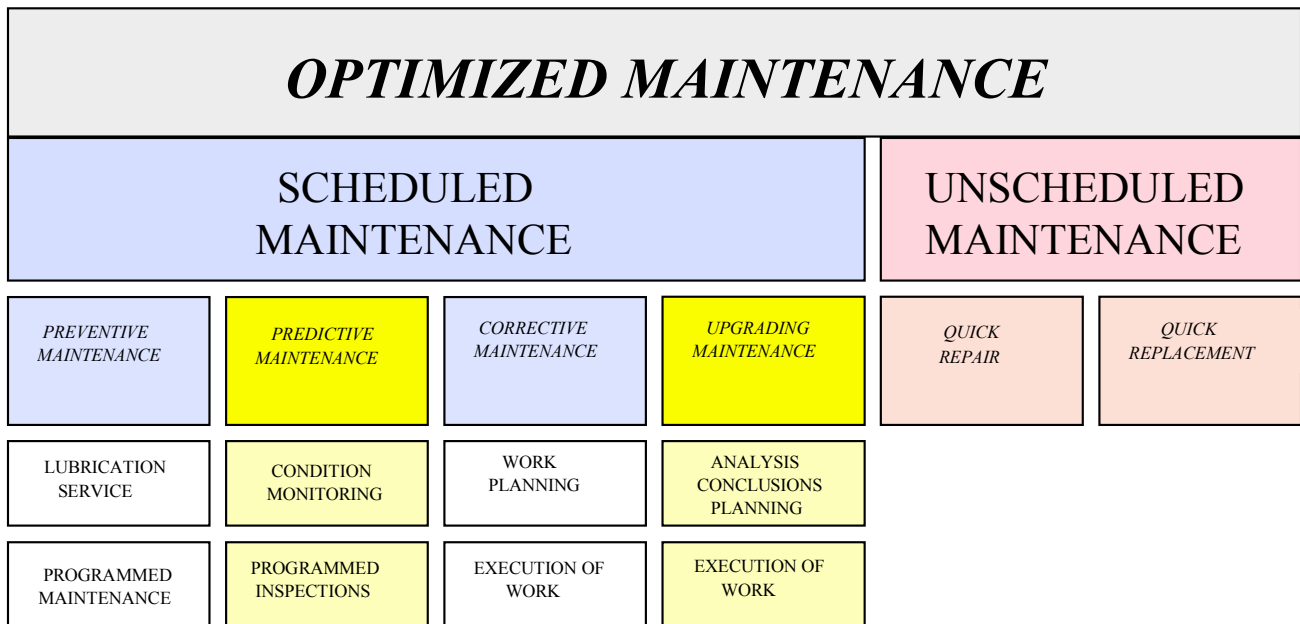 OPTIMIZED MAINTENANCE
SCHEDULED
MAINTENANCE
UNSCHEDULED
MAINTENANCE
PREVENTIVE
MAINTENANCE
PREDICTIVE
MAINTENANCE
CORRECTIVE
MAINTENANCE
UPGRADING
MAINTENANCE
QUICK
REPAIR
QUICK
REPLACEMENT
LUBRICATION
SERVICE
CONDITION
MONITORING
WORK
PLANNING
ANALYSIS
CONCLUSIONS
PLANNING
PROGRAMMED
MAINTENANCE
PROGRAMMED
INSPECTIONS
EXECUTION OF
WORK
EXECUTION OF
WORK